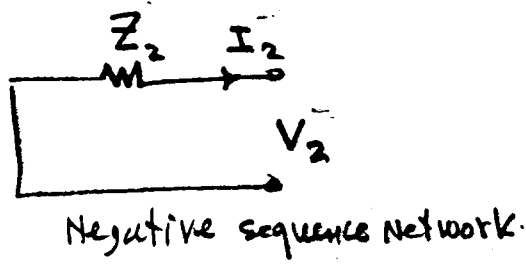 Z₂ I₂
V₂
Negative sequence Network.